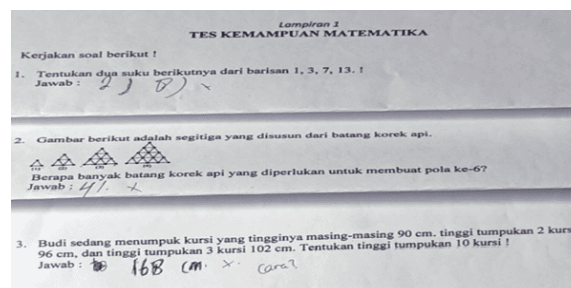 Lampiran 1
TES KEMAMPUAN MATEMATIKA
Kerjakan soal berikut !
1. Tentukan dua suku berikutnya dari barisan 1, 3, 7, 13. !
Jawab :
2. Gambar berikut adalah segitiga yang disusun dari batang korek api.
Berapa banyak batang korek api yang diperlukan untuk membuat pola ke-6?
Jawab :
3. Budi sedang menumpuk kursi yang tingginya masing-masing 90 cm. tinggi tumpukan 2 kurs
96 cm, dan tinggi tumpukan 3 kursi 102 cm. Tentukan tinggi tumpukan 10 kursi !
Jawab : 168 cm. x. cara?